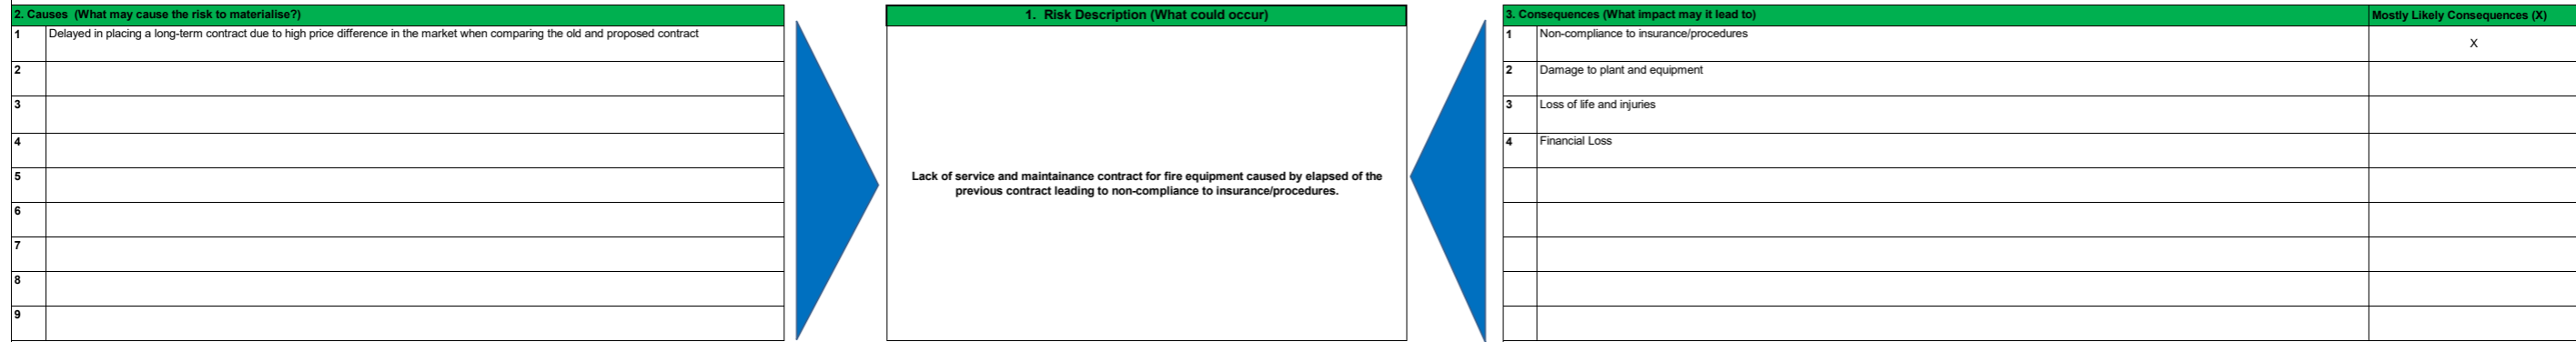 2. Causes  (What may cause the risk to materialise?)
1 Delayed in placing a long-term contract due to high price difference in the market when comparing the old and proposed contract
2
3
4
5
6
7
8
9
1.  Risk Description (What could occur)
Lack of service and maintainance contract for fire equipment caused by elapsed of the
previous contract leading to non-compliance to insurance/procedures.
3. Consequences (What impact may it lead to) Mostly Likely Consequences (X)
1 Non-compliance to insurance/procedures X
2 Damage to plant and equipment
3 Loss of life and injuries
4 Financial Loss